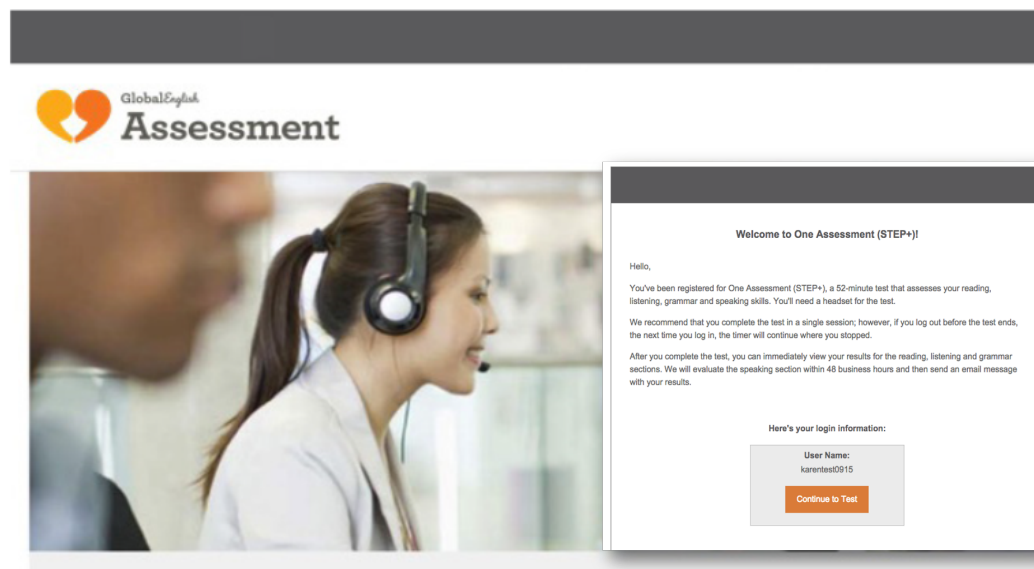 GlobalEnglish
Assessment
Welcome to One Assessment (STEP+)!
Hello,
You've been registered for One Assessment (STEP+), a 52-minute test that assesses your reading,
listening, grammar and speaking skills. You'll need a headset for the test.
We recommend that you complete the test in a single session; however, if you log out before the test ends,
the next time you log in, the timer will continue where you stopped.
After you complete the test, you can immediately view your results for the reading, listening and grammar
sections. We will evaluate the speaking section within 48 business hours and then send an email message
with your results.
Here's your login information:
User Name:
karentest0915
Continue to Test